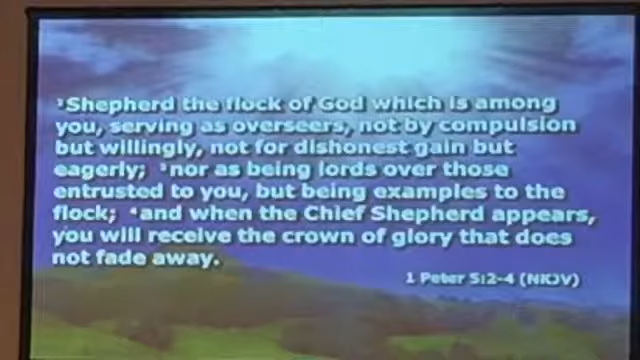 ²Shepherd the flock of God which is among
you, serving as overseers, not by compulsion
but willingly, not for dishonest gain but
eagerly; ³nor as being lords over those
entrusted to you, but being examples to the
flock; ⁴and when the Chief Shepherd appears,
you will receive the crown of glory that does
not fade away.
1 Peter 5:2-4 (NKJV)